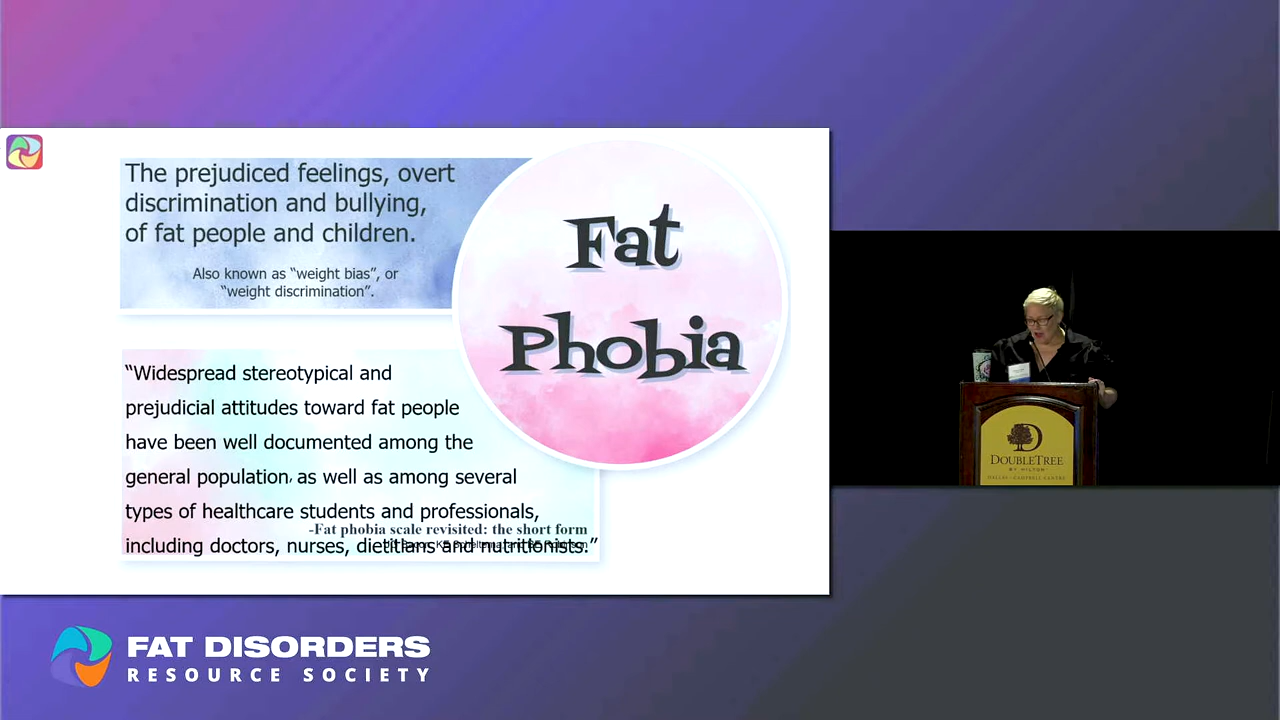 The prejudiced feelings, overt
discrimination and bullying,
of fat people and children.
Also known as “weight bias”, or
“weight discrimination”.
Fat
Phobia
“Widespread stereotypical and
prejudicial attitudes toward fat people
have been well documented among the
general population, as well as among several
types of healthcare students and professionals,
including doctors, nurses, dietitians and nutritionists.”
-Fat phobia scale revisited: the short form
DOUBLETREE
BY HILTON
DALLAS - CAMPBELL CENTRE
FAT DISORDERS
RESOURCE SOCIETY